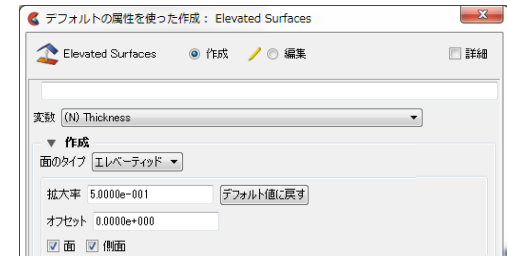 デフォルトの属性を使った作成： Elevated Surfaces
Elevated Surfaces 作成 編集 詳細
変数 (N) Thickness
作成
面のタイプ エレベーティッド
拡大率 5.0000e-001 デフォルト値に戻す
オフセット 0.0000e+000
面 側面